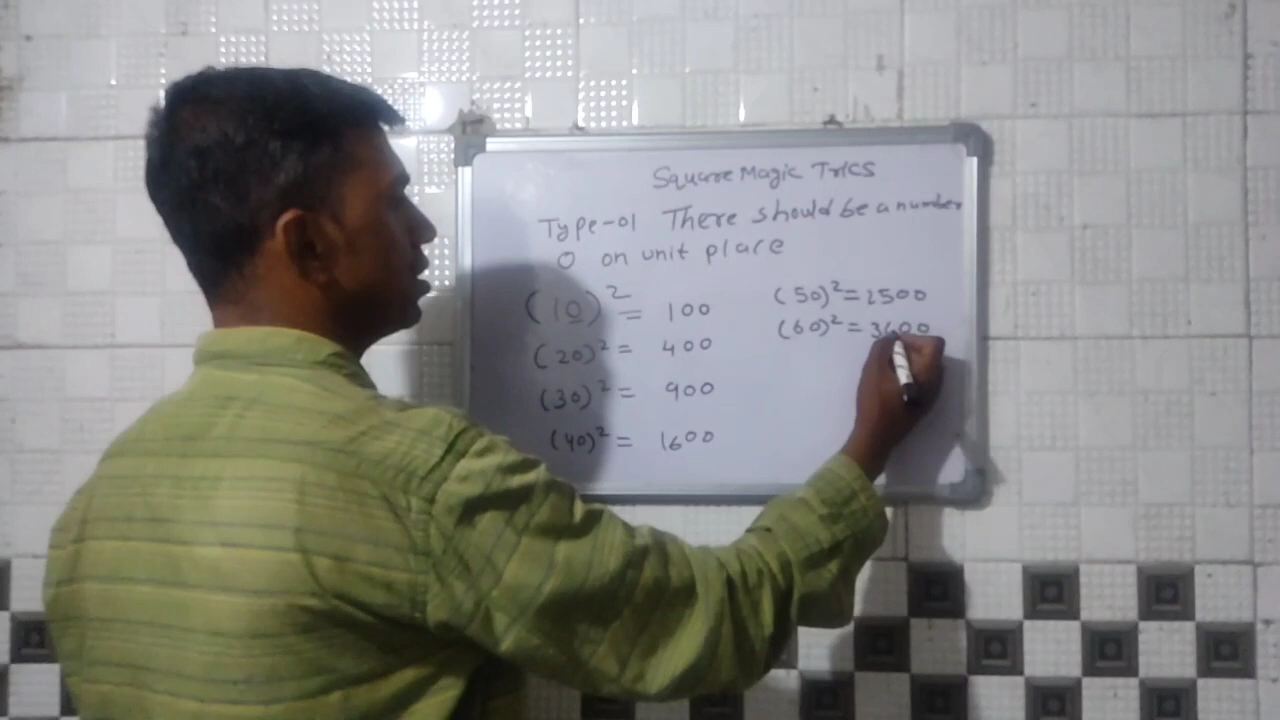 Square Magic Trics
Type-01 There should be a number
0 on unit place
(10)² = 100
(20)² = 400
(30)² = 900
(40)² = 1600
(50)² = 2500
(60)² = 3600